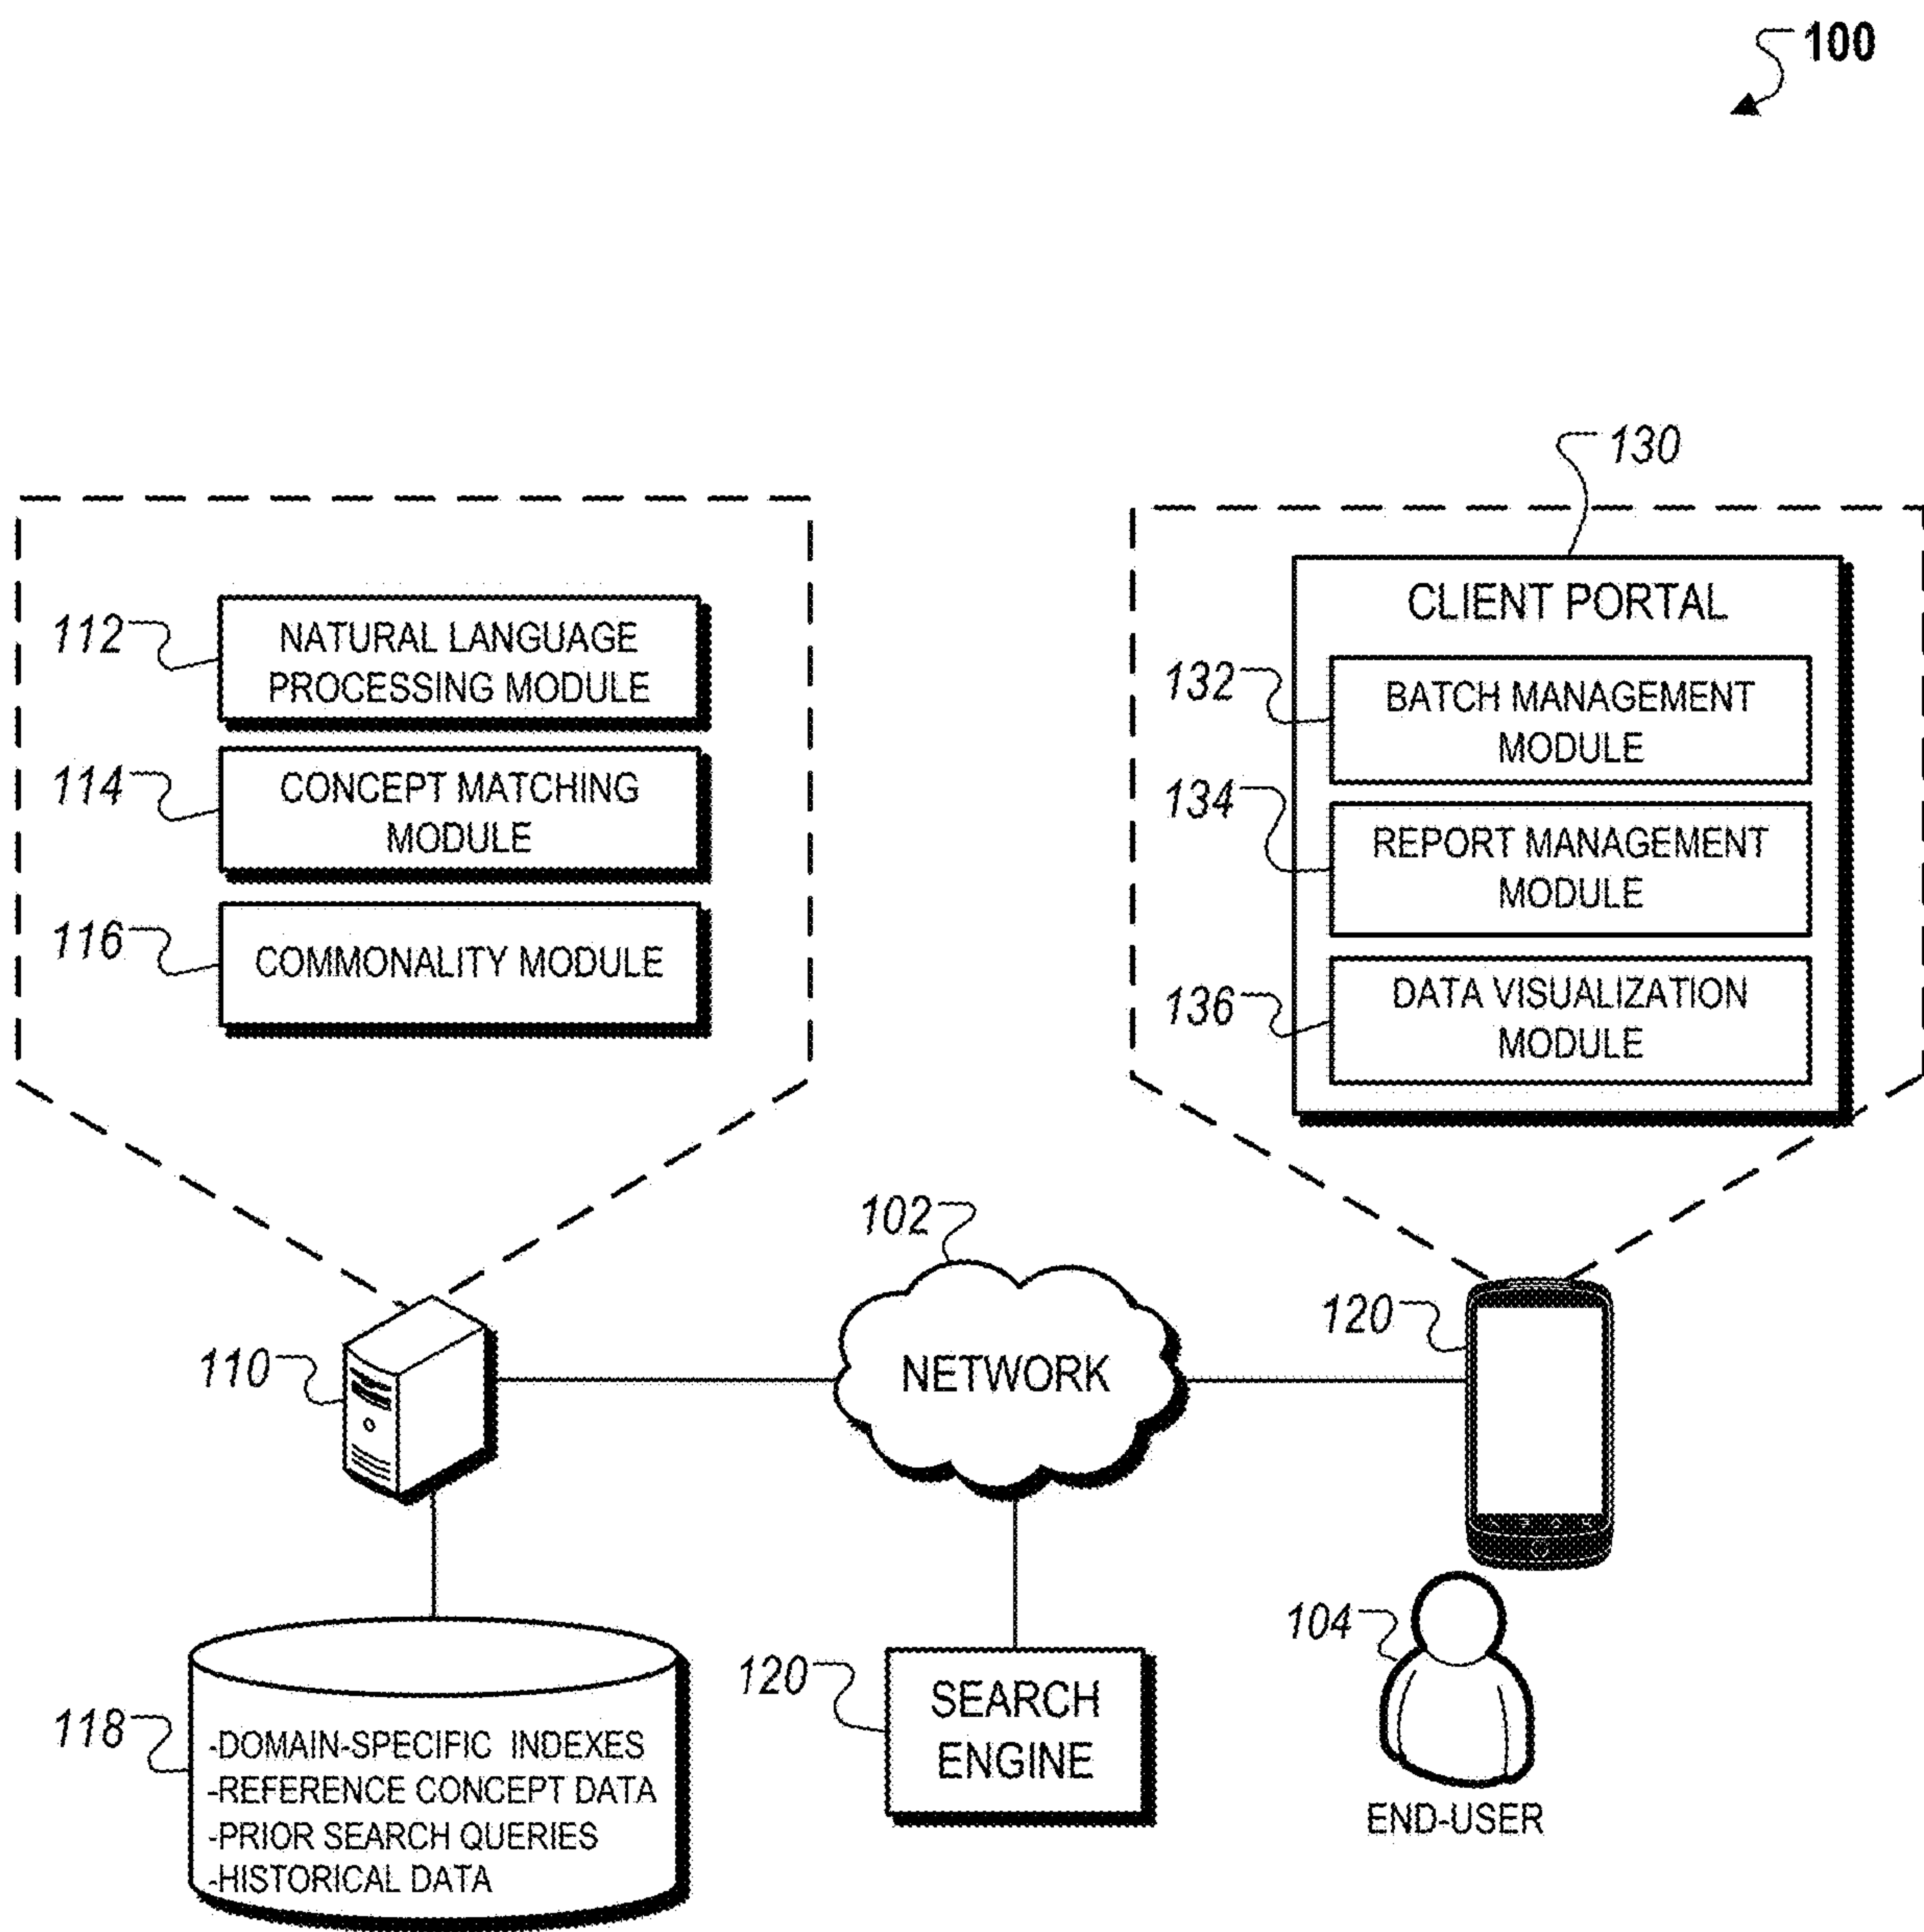 100
130
112
NATURAL LANGUAGE
PROCESSING MODULE
114
CONCEPT MATCHING
MODULE
116
COMMONALITY MODULE
CLIENT PORTAL
132
BATCH MANAGEMENT
MODULE
134
REPORT MANAGEMENT
MODULE
136
DATA VISUALIZATION
MODULE
102
NETWORK
110
120
118
-DOMAIN-SPECIFIC INDEXES
-REFERENCE CONCEPT DATA
-PRIOR SEARCH QUERIES
-HISTORICAL DATA
120
SEARCH
ENGINE
104
END-USER